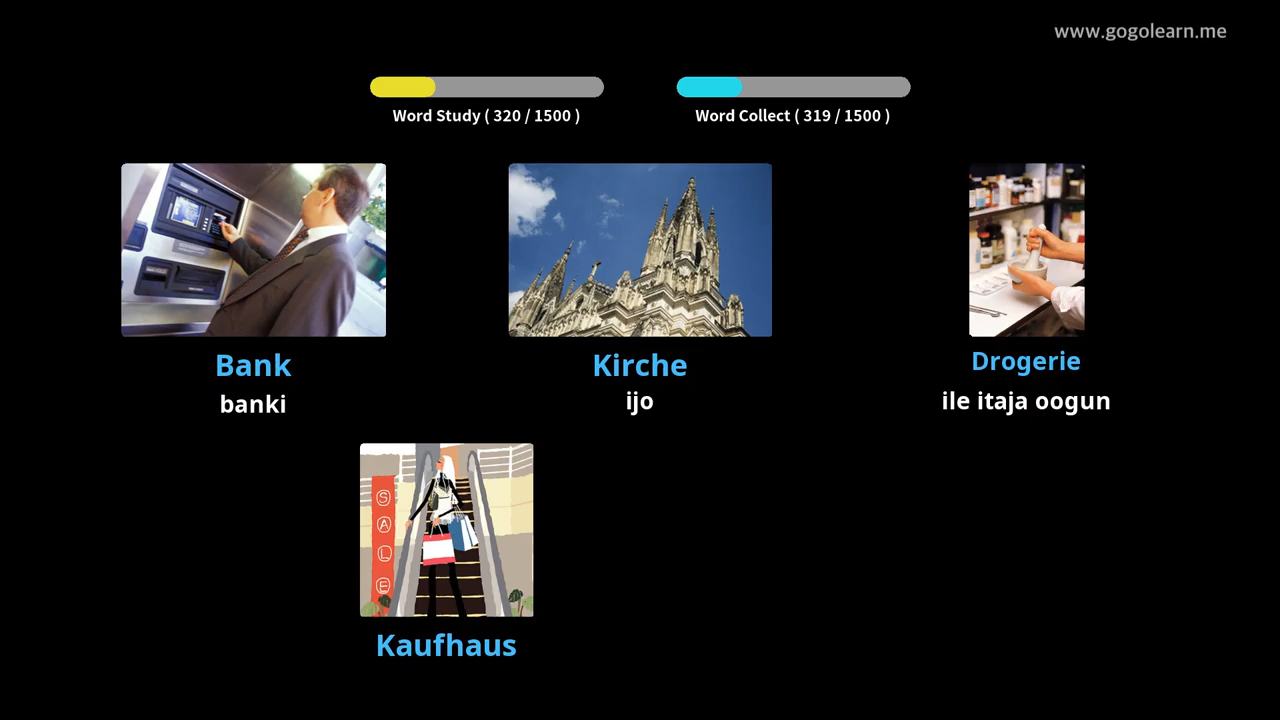 www.gogolearn.me
Word Study ( 320 / 1500 )
Word Collect ( 319 / 1500 )
Bank
banki
Kirche
ijo
Drogerie
ile itaja oogun
SALE
Kaufhaus